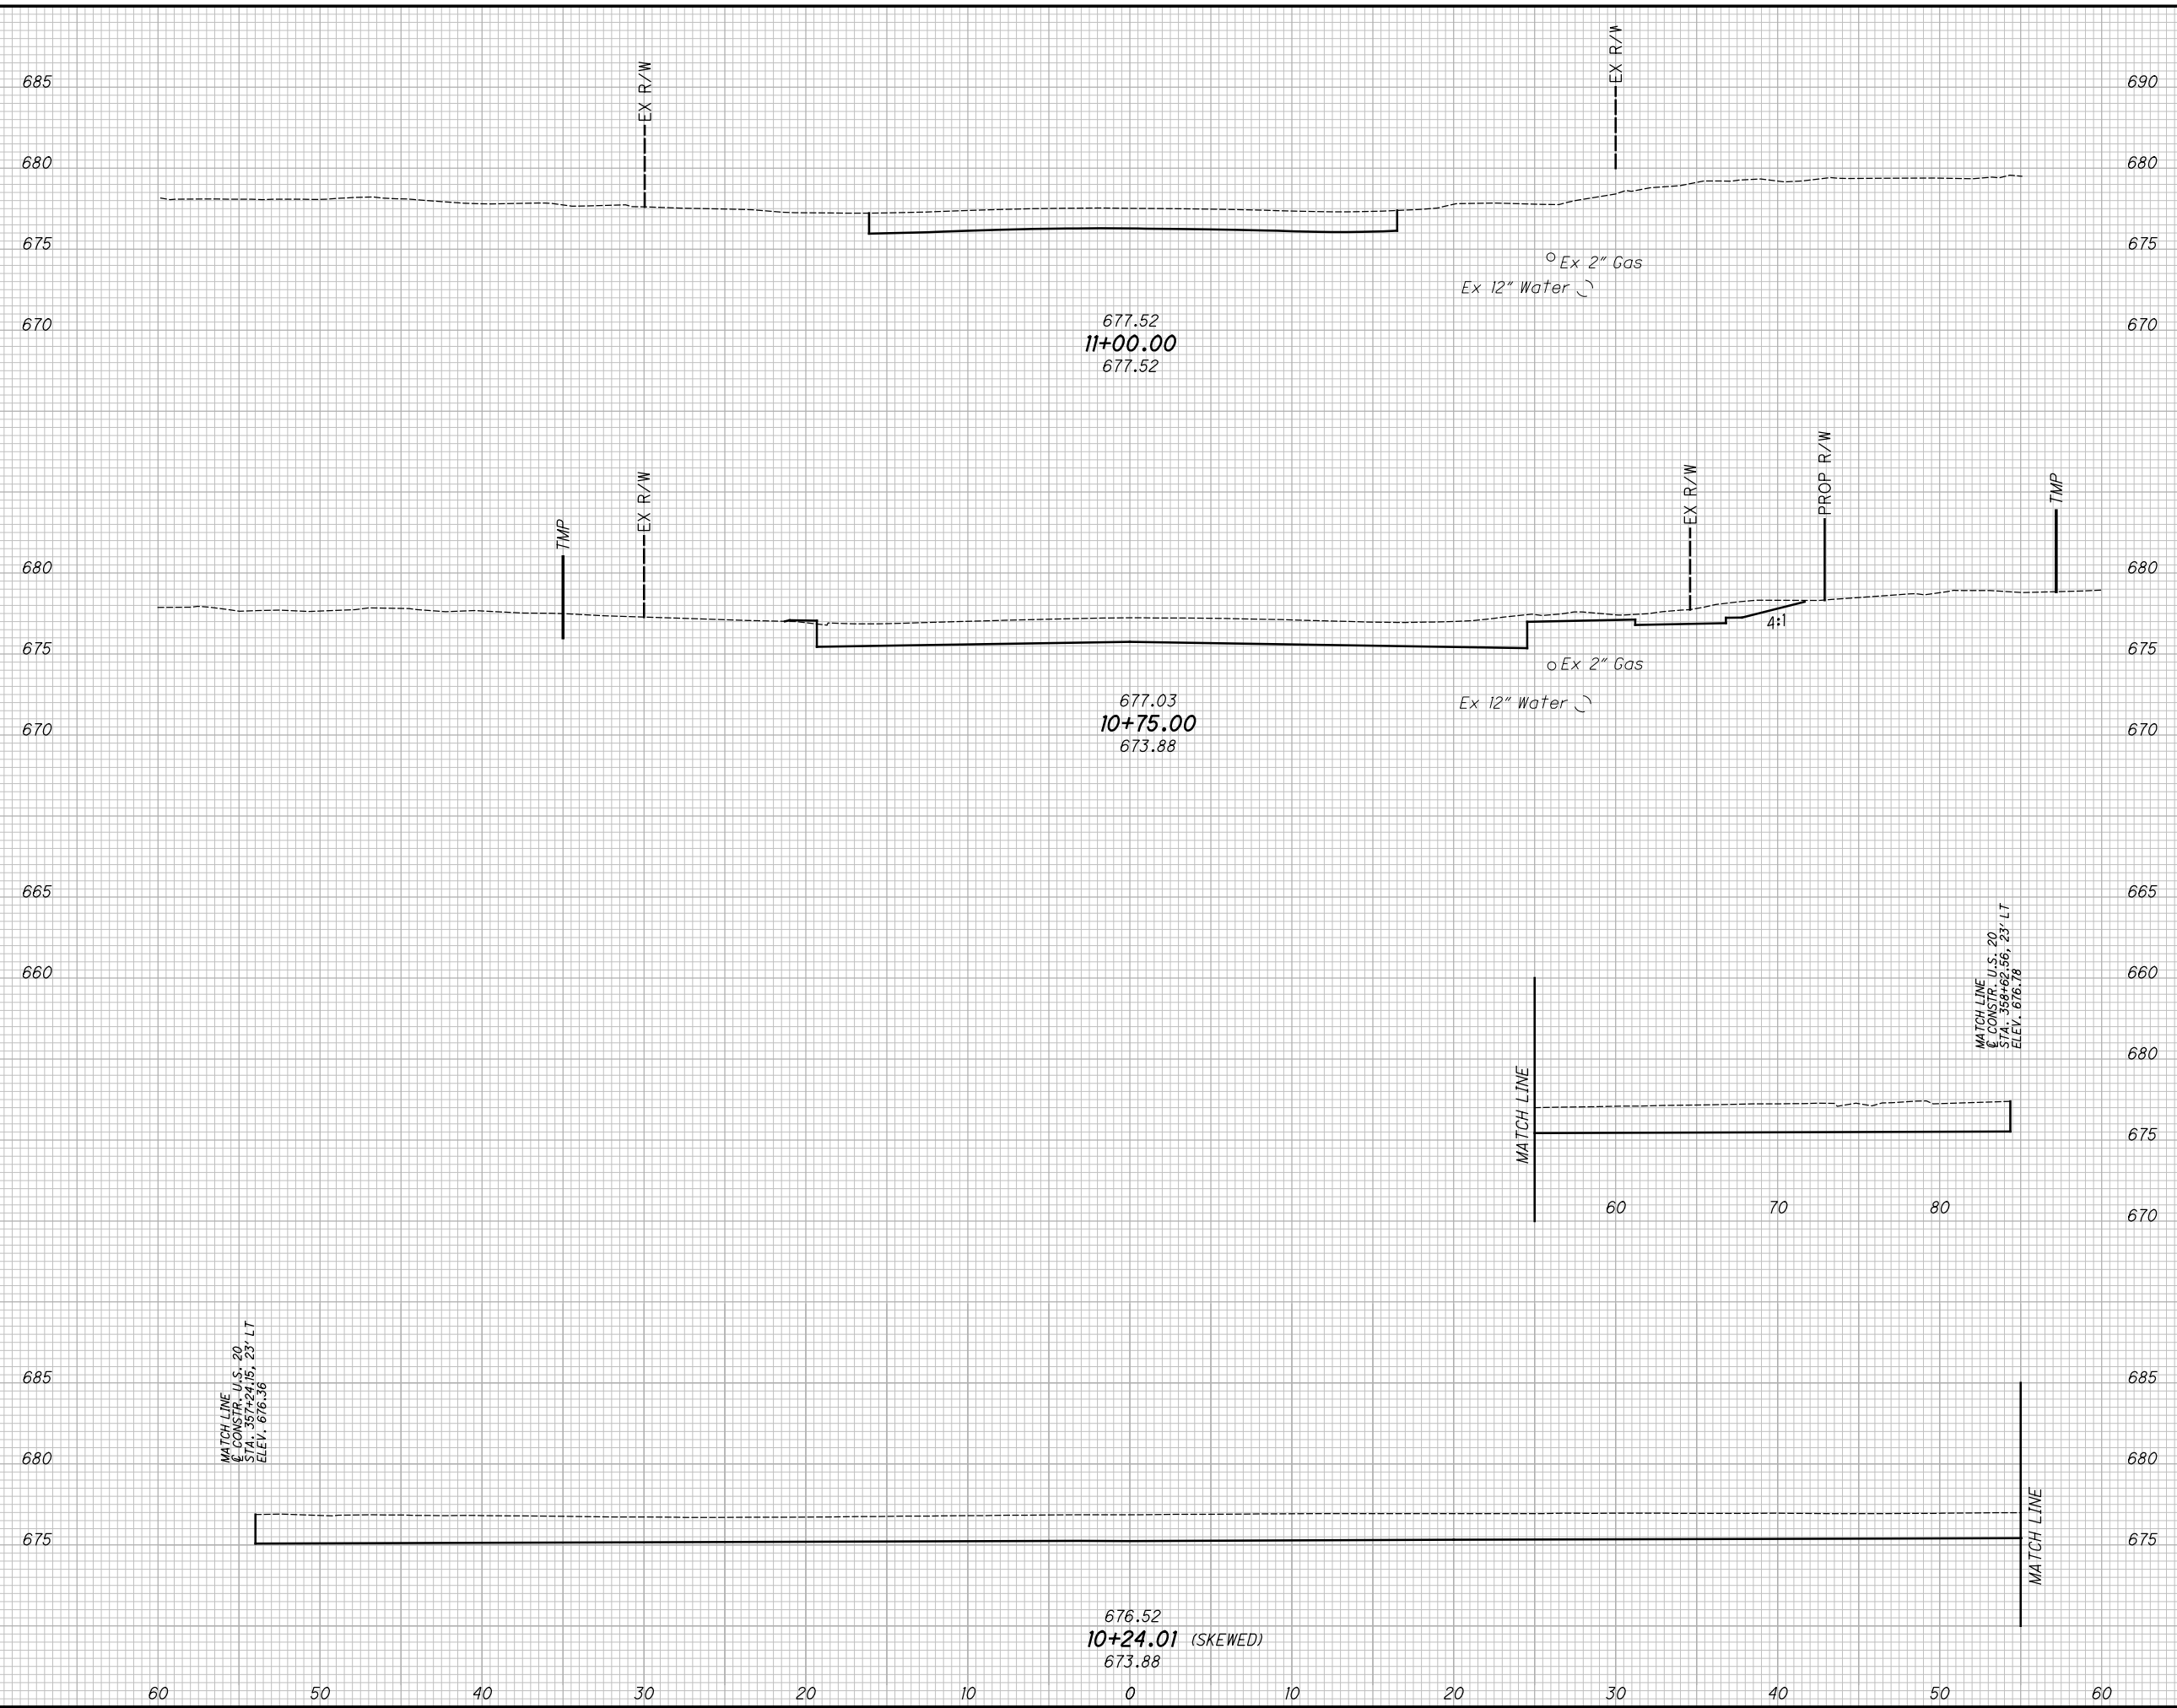 EX R/W
EX R/W
685
690
680
680
675
675
Ex 2" Gas
Ex 12" Water
670
670
677.52
11+00.00
677.52
TMP
EX R/W
EX R/W
PROP R/W
TMP
680
680
4:1
675
675
Ex 2" Gas
Ex 12" Water
677.03
10+75.00
673.88
670
670
665
665
660
660
MATCH LINE
℄ CONSTR. U.S. 20
STA. 358+62.56, 23' LT
ELEV. 676.78
680
MATCH LINE
675
60 70 80
670
MATCH LINE
℄ CONSTR. U.S. 20
STA. 357+24.15, 23' LT
ELEV. 676.36
685
685
680
680
675
675
MATCH LINE
676.52
10+24.01 (SKEWED)
673.88
60 50 40 30 20 10 0 10 20 30 40 50 60